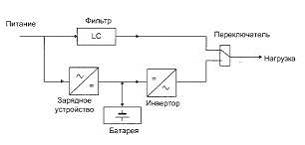 Фильтр
Питание
LC
Переключатель
Нагрузка
Зарядное
устройство
Инвертор
Батарея